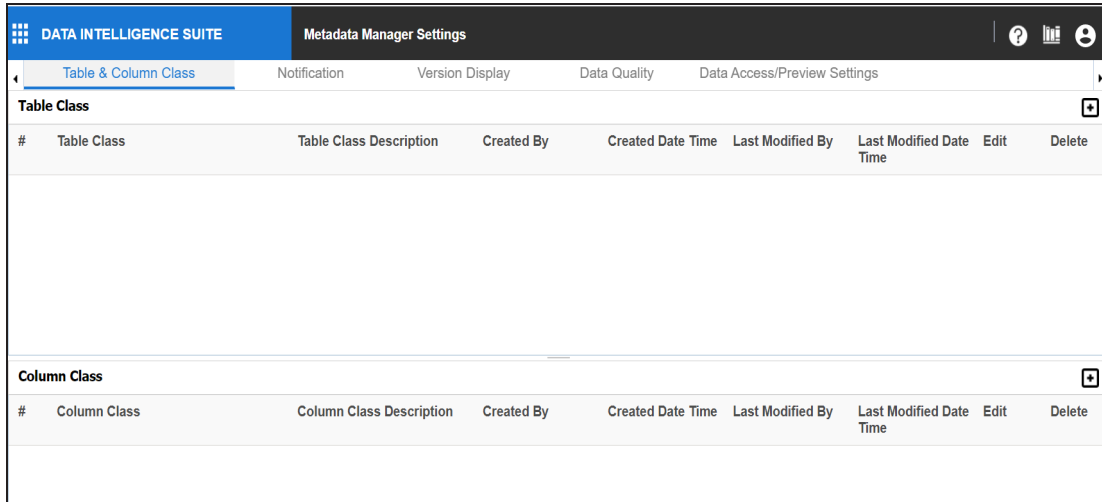 DATA INTELLIGENCE SUITE Metadata Manager Settings
Table & Column Class Notification Version Display Data Quality Data Access/Preview Settings
Table Class
# Table Class Table Class Description Created By Created Date Time Last Modified By Last Modified Date Edit Delete
Time
Column Class
# Column Class Column Class Description Created By Created Date Time Last Modified By Last Modified Date Edit Delete
Time